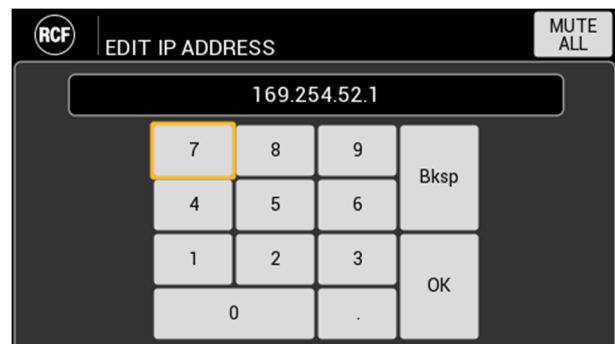 RCF
EDIT IP ADDRESS
MUTE
ALL
169.254.52.1
7 8 9
Bksp
4 5 6
1 2 3
OK
0 .